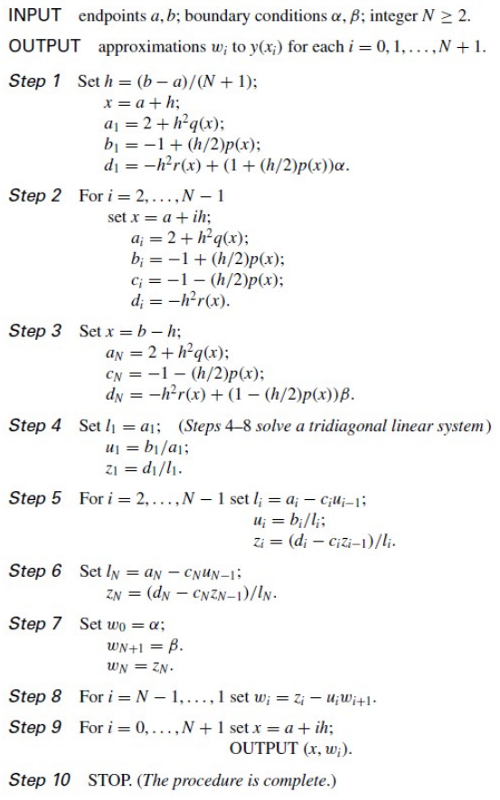 INPUT endpoints a, b; boundary conditions α, β; integer N ≥ 2.
OUTPUT approximations wᵢ to y(xᵢ) for each i = 0, 1, . . . , N + 1.
Step 1 Set h = (b − a)/(N + 1);
x = a + h;
a₁ = 2 + h²q(x);
b₁ = −1 + (h/2)p(x);
d₁ = −h²r(x) + (1 + (h/2)p(x))α.
Step 2 For i = 2, . . . , N − 1
set x = a + ih;
aᵢ = 2 + h²q(x);
bᵢ = −1 + (h/2)p(x);
cᵢ = −1 − (h/2)p(x);
dᵢ = −h²r(x).
Step 3 Set x = b − h;
a_N = 2 + h²q(x);
c_N = −1 − (h/2)p(x);
d_N = −h²r(x) + (1 − (h/2)p(x))β.
Step 4 Set l₁ = a₁; (Steps 4–8 solve a tridiagonal linear system)
u₁ = b₁/a₁;
z₁ = d₁/l₁.
Step 5 For i = 2, . . . , N − 1 set lᵢ = aᵢ − cᵢuᵢ₋₁;
uᵢ = bᵢ/lᵢ;
zᵢ = (dᵢ − cᵢzᵢ₋₁)/lᵢ.
Step 6 Set l_N = a_N − c_N u_{N−1};
z_N = (d_N − c_N z_{N−1})/l_N.
Step 7 Set w₀ = α;
w_{N+1} = β.
w_N = z_N.
Step 8 For i = N − 1, . . . , 1 set wᵢ = zᵢ − uᵢwᵢ₊₁.
Step 9 For i = 0, . . . , N + 1 set x = a + ih;
OUTPUT (x, wᵢ).
Step 10 STOP. (The procedure is complete.)